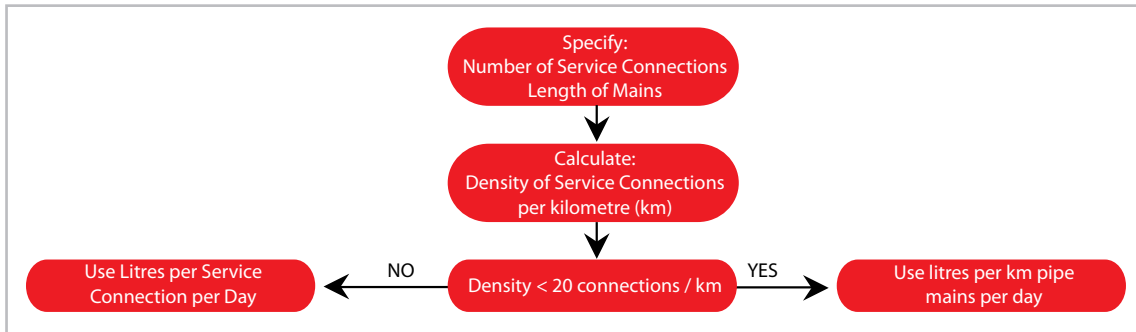 Specify:
Number of Service Connections
Length of Mains
Calculate:
Density of Service Connections
per kilometre (km)
Use Litres per Service
Connection per Day
NO
Density < 20 connections / km
YES
Use litres per km pipe
mains per day